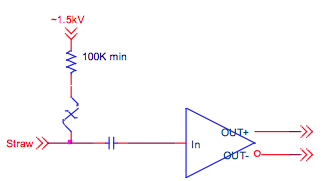 ~1.5kV
100K min
OUT+
Straw
In
OUT-